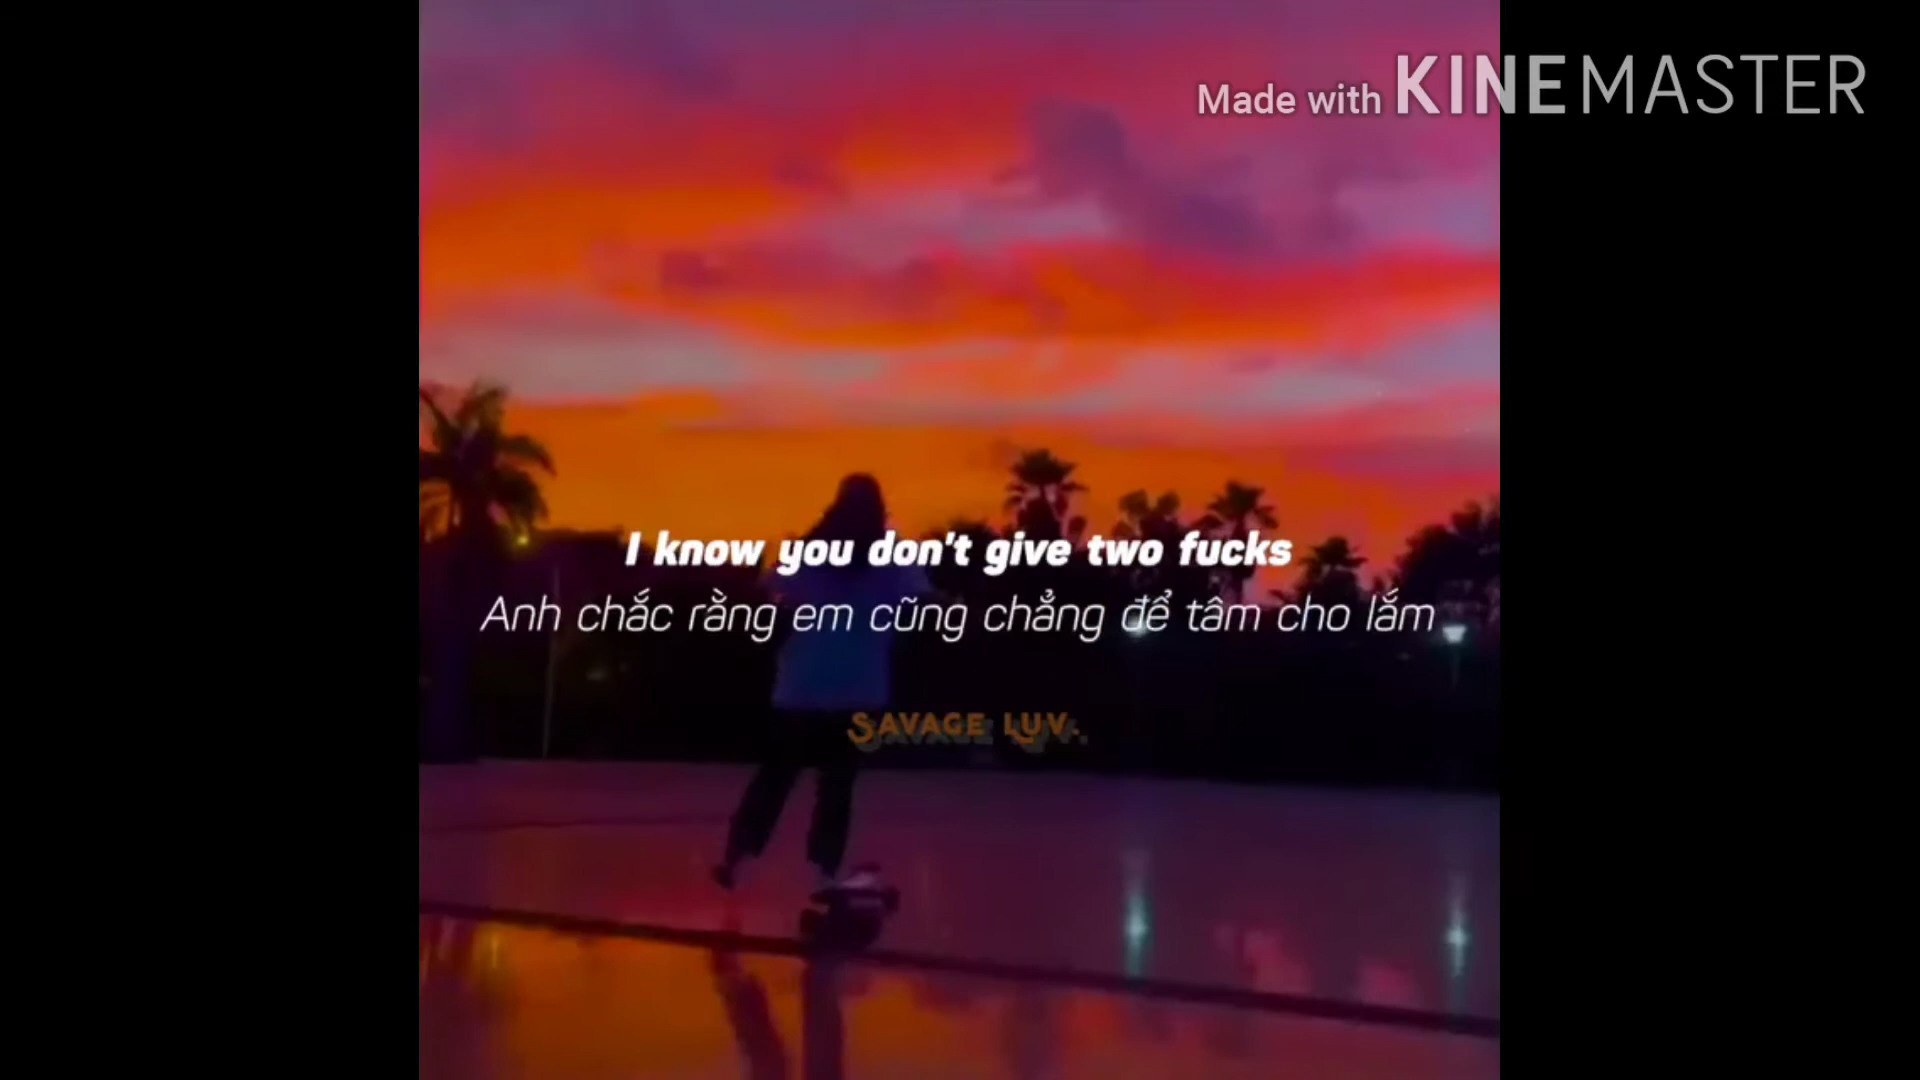 Made with KINEMASTER
I know you don't give two fucks
Anh chắc rằng em cũng chẳng để tâm cho lắm
SAVAGE LUV.